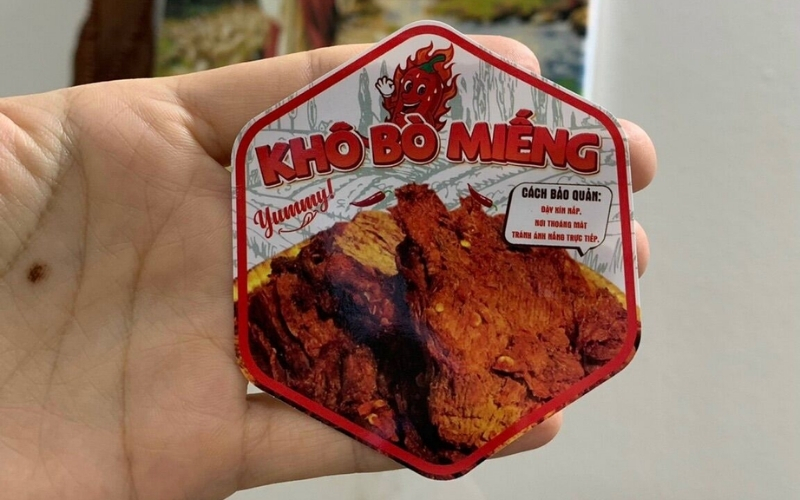 KHÔ BÒ MIẾNG
Yummy!
CÁCH BẢO QUẢN:
ĐẬY KÍN NẮP.
NƠI THOÁNG MÁT
TRÁNH ÁNH NẮNG TRỰC TIẾP.